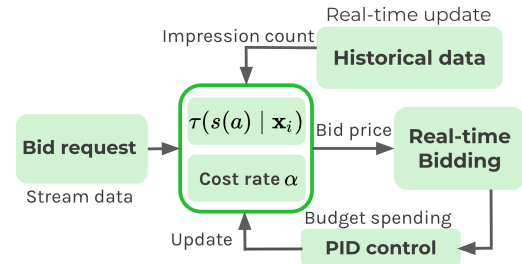 Real-time update
Impression count
Historical data
τ(s(a) | x_i)
Bid price
Real-time
Bidding
Bid request
Cost rate α
Stream data
Budget spending
Update
PID control